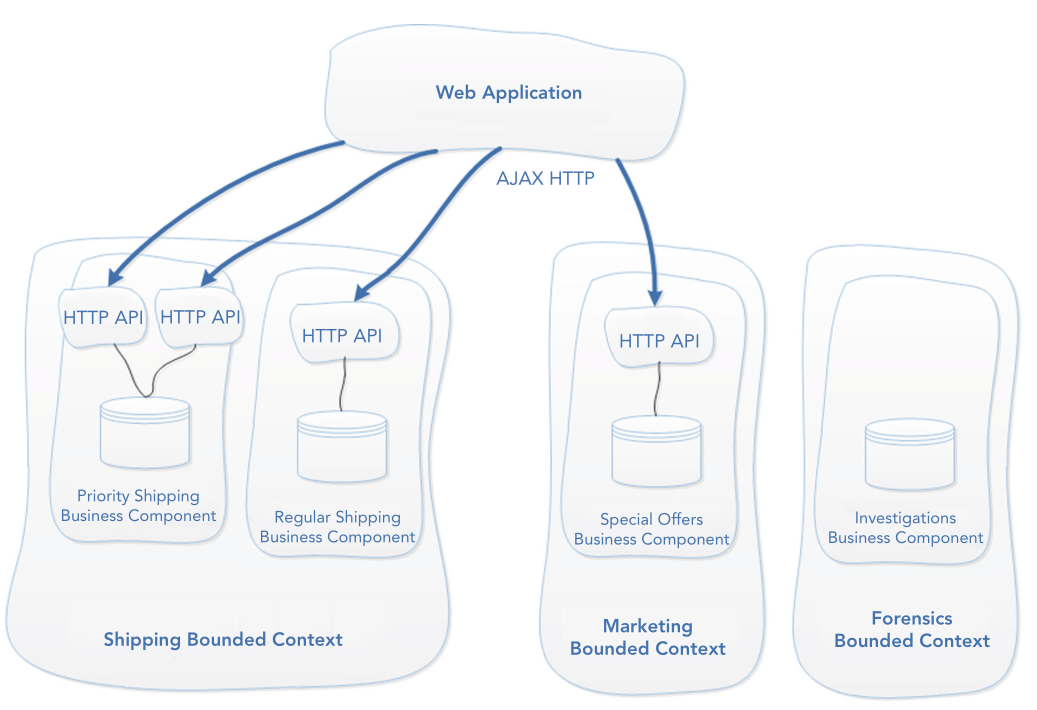 Web Application
AJAX HTTP
HTTP API
HTTP API
HTTP API
HTTP API
Priority Shipping
Business Component
Regular Shipping
Business Component
Special Offers
Business Component
Investigations
Business Component
Shipping Bounded Context
Marketing
Bounded Context
Forensics
Bounded Context